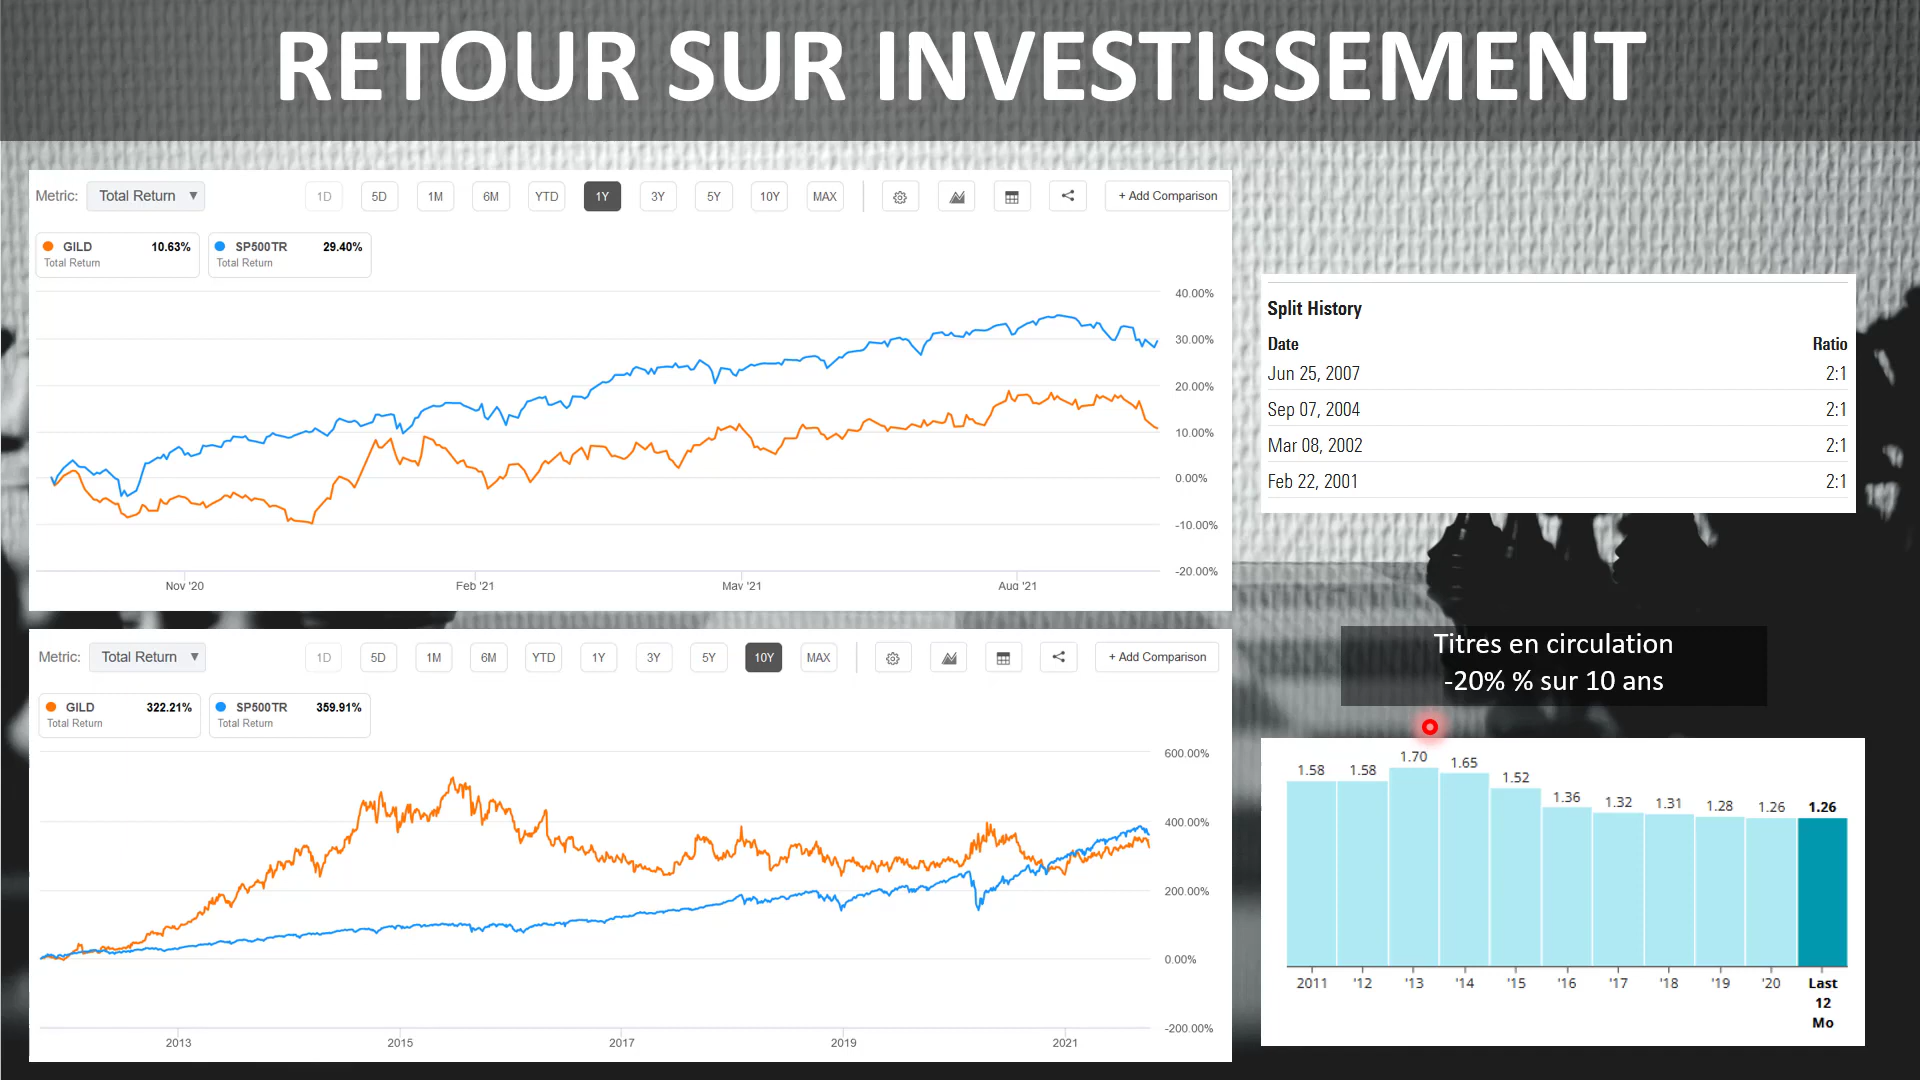 RETOUR SUR INVESTISSEMENT
Metric: Total Return ▼ 1D 5D 1M 6M YTD 1Y 3Y 5Y 10Y MAX + Add Comparison
GILD 10.63% SP500TR 29.40%
Total Return Total Return
40.00%
30.00%
20.00%
10.00%
0.00%
-10.00%
-20.00%
Nov '20 Feb '21 May '21 Aug '21
Split History
Date Ratio
Jun 25, 2007 2:1
Sep 07, 2004 2:1
Mar 08, 2002 2:1
Feb 22, 2001 2:1
Metric: Total Return ▼ 1D 5D 1M 6M YTD 1Y 3Y 5Y 10Y MAX + Add Comparison
GILD 322.21% SP500TR 359.91%
Total Return Total Return
600.00%
400.00%
200.00%
0.00%
-200.00%
2013 2015 2017 2019 2021
Titres en circulation
-20% % sur 10 ans
1.58 1.58 1.70 1.65 1.52 1.36 1.32 1.31 1.28 1.26 1.26
2011 '12 '13 '14 '15 '16 '17 '18 '19 '20 Last
12
Mo